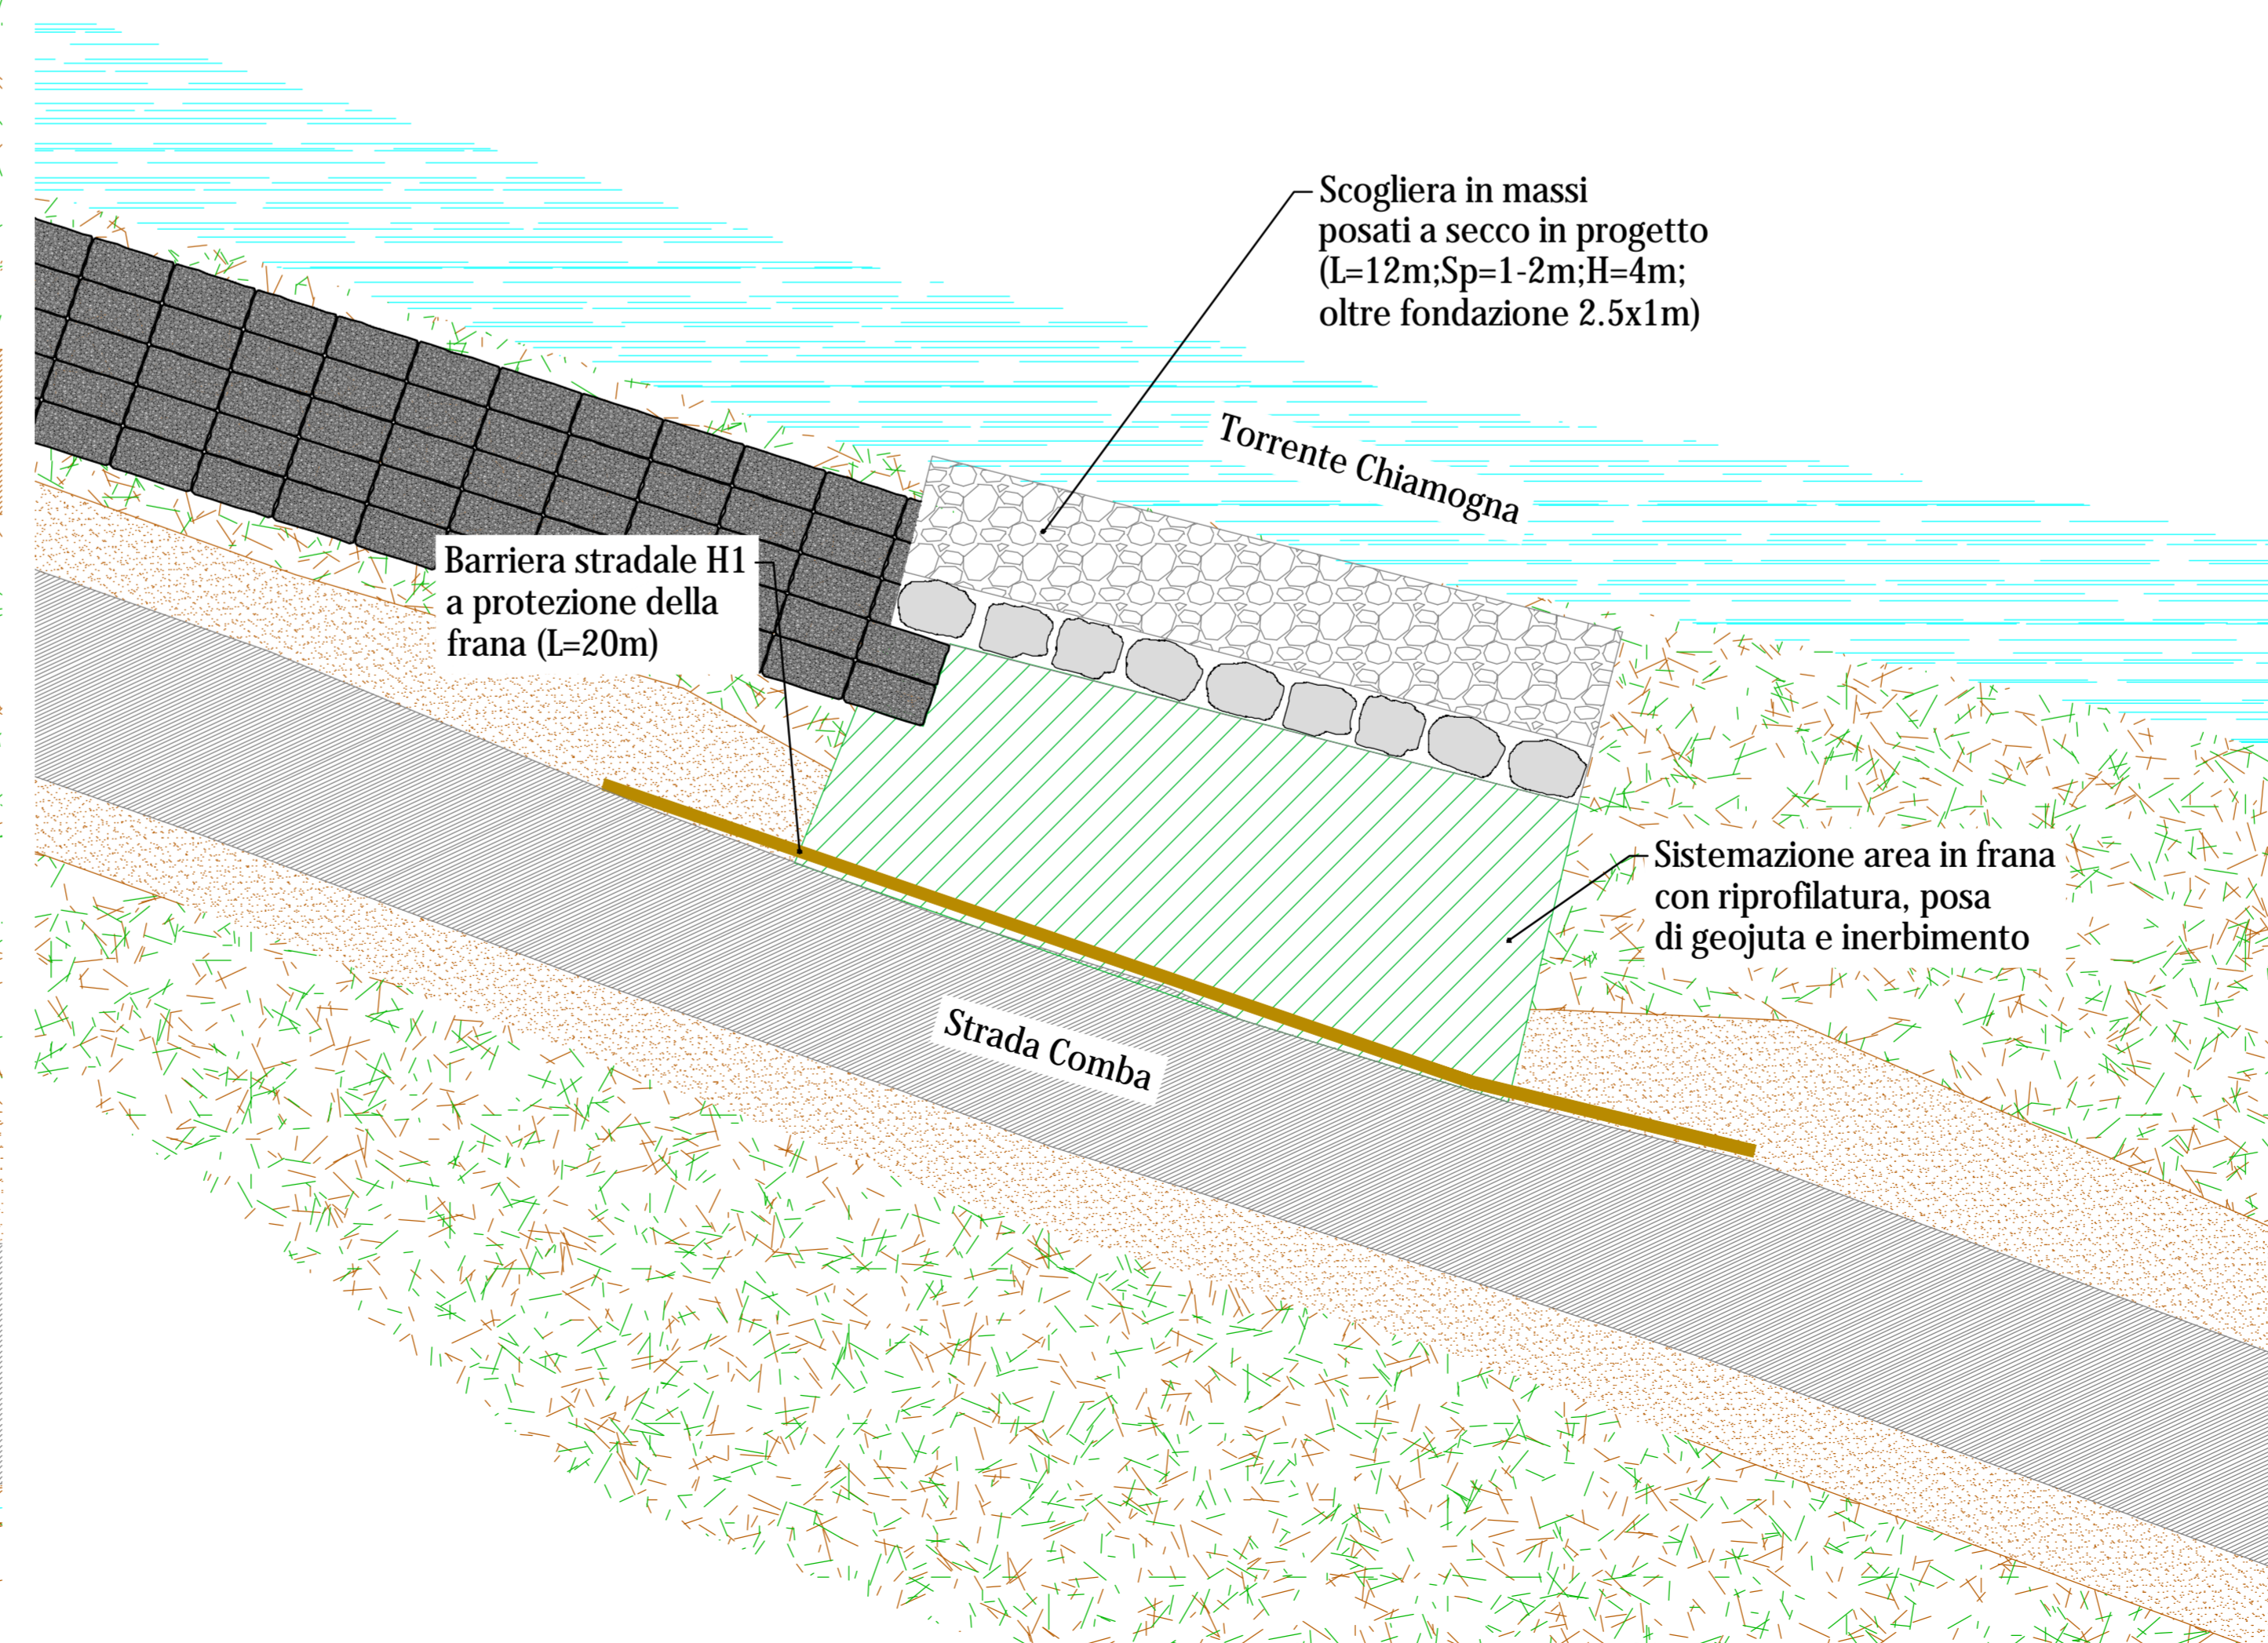 Scogliera in massi
posati a secco in progetto
(L=12m;Sp=1-2m;H=4m;
oltre fondazione 2.5x1m)
Torrente Chiamogna
Barriera stradale H1
a protezione della
frana (L=20m)
Sistemazione area in frana
con riprofilatura, posa
di geojuta e inerbimento
Strada Comba